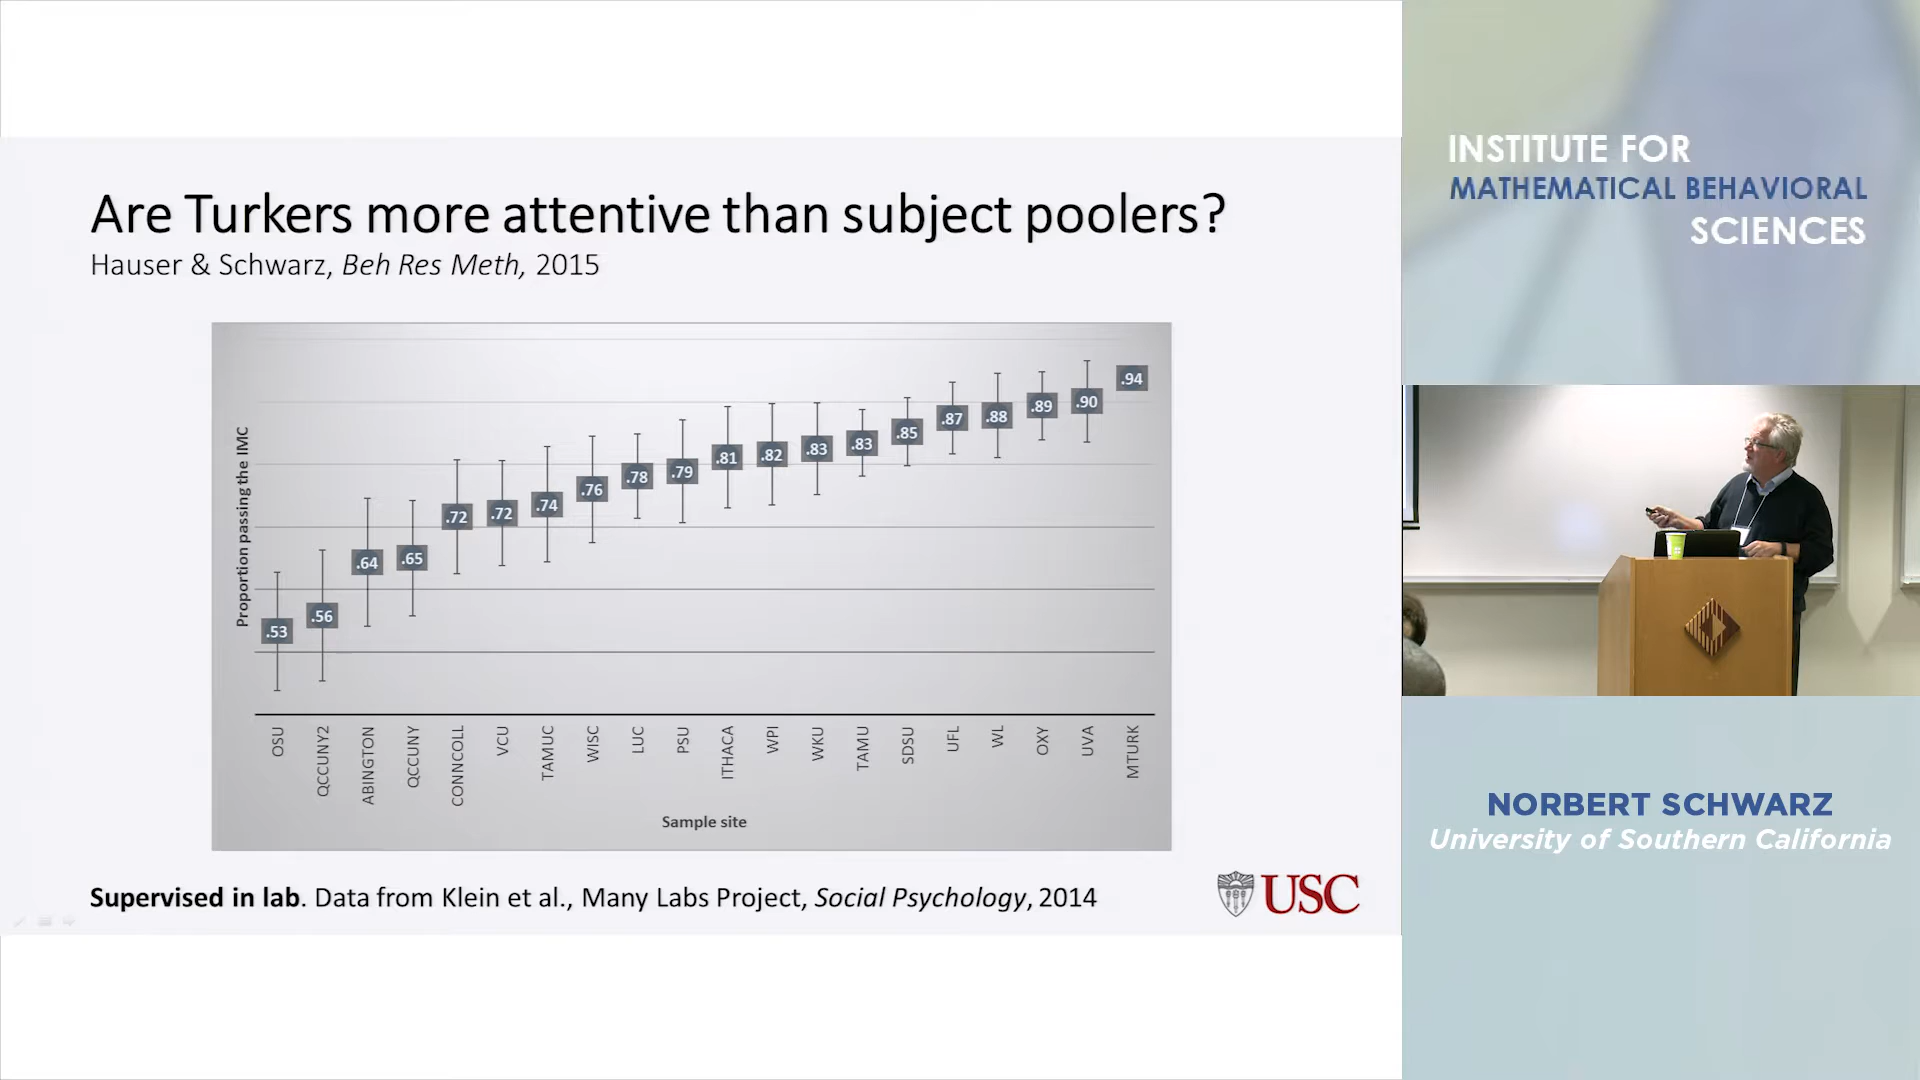 Are Turkers more attentive than subject poolers?
Hauser & Schwarz, Beh Res Meth, 2015
Proportion passing the IMC
.53
.56
.64
.65
.72
.72
.74
.76
.78
.79
.81
.82
.83
.83
.85
.87
.88
.89
.90
.94
OSU
QCCUNY2
ABINGTON
QCCUNY
CONNCOLL
VCU
TAMUC
WISC
LUC
PSU
ITHACA
WPI
WKU
TAMU
SDSU
UFL
WL
OXY
UVA
MTURK
Sample site
Supervised in lab. Data from Klein et al., Many Labs Project, Social Psychology, 2014
USC
INSTITUTE FOR
MATHEMATICAL BEHAVIORAL
SCIENCES
NORBERT SCHWARZ
University of Southern California